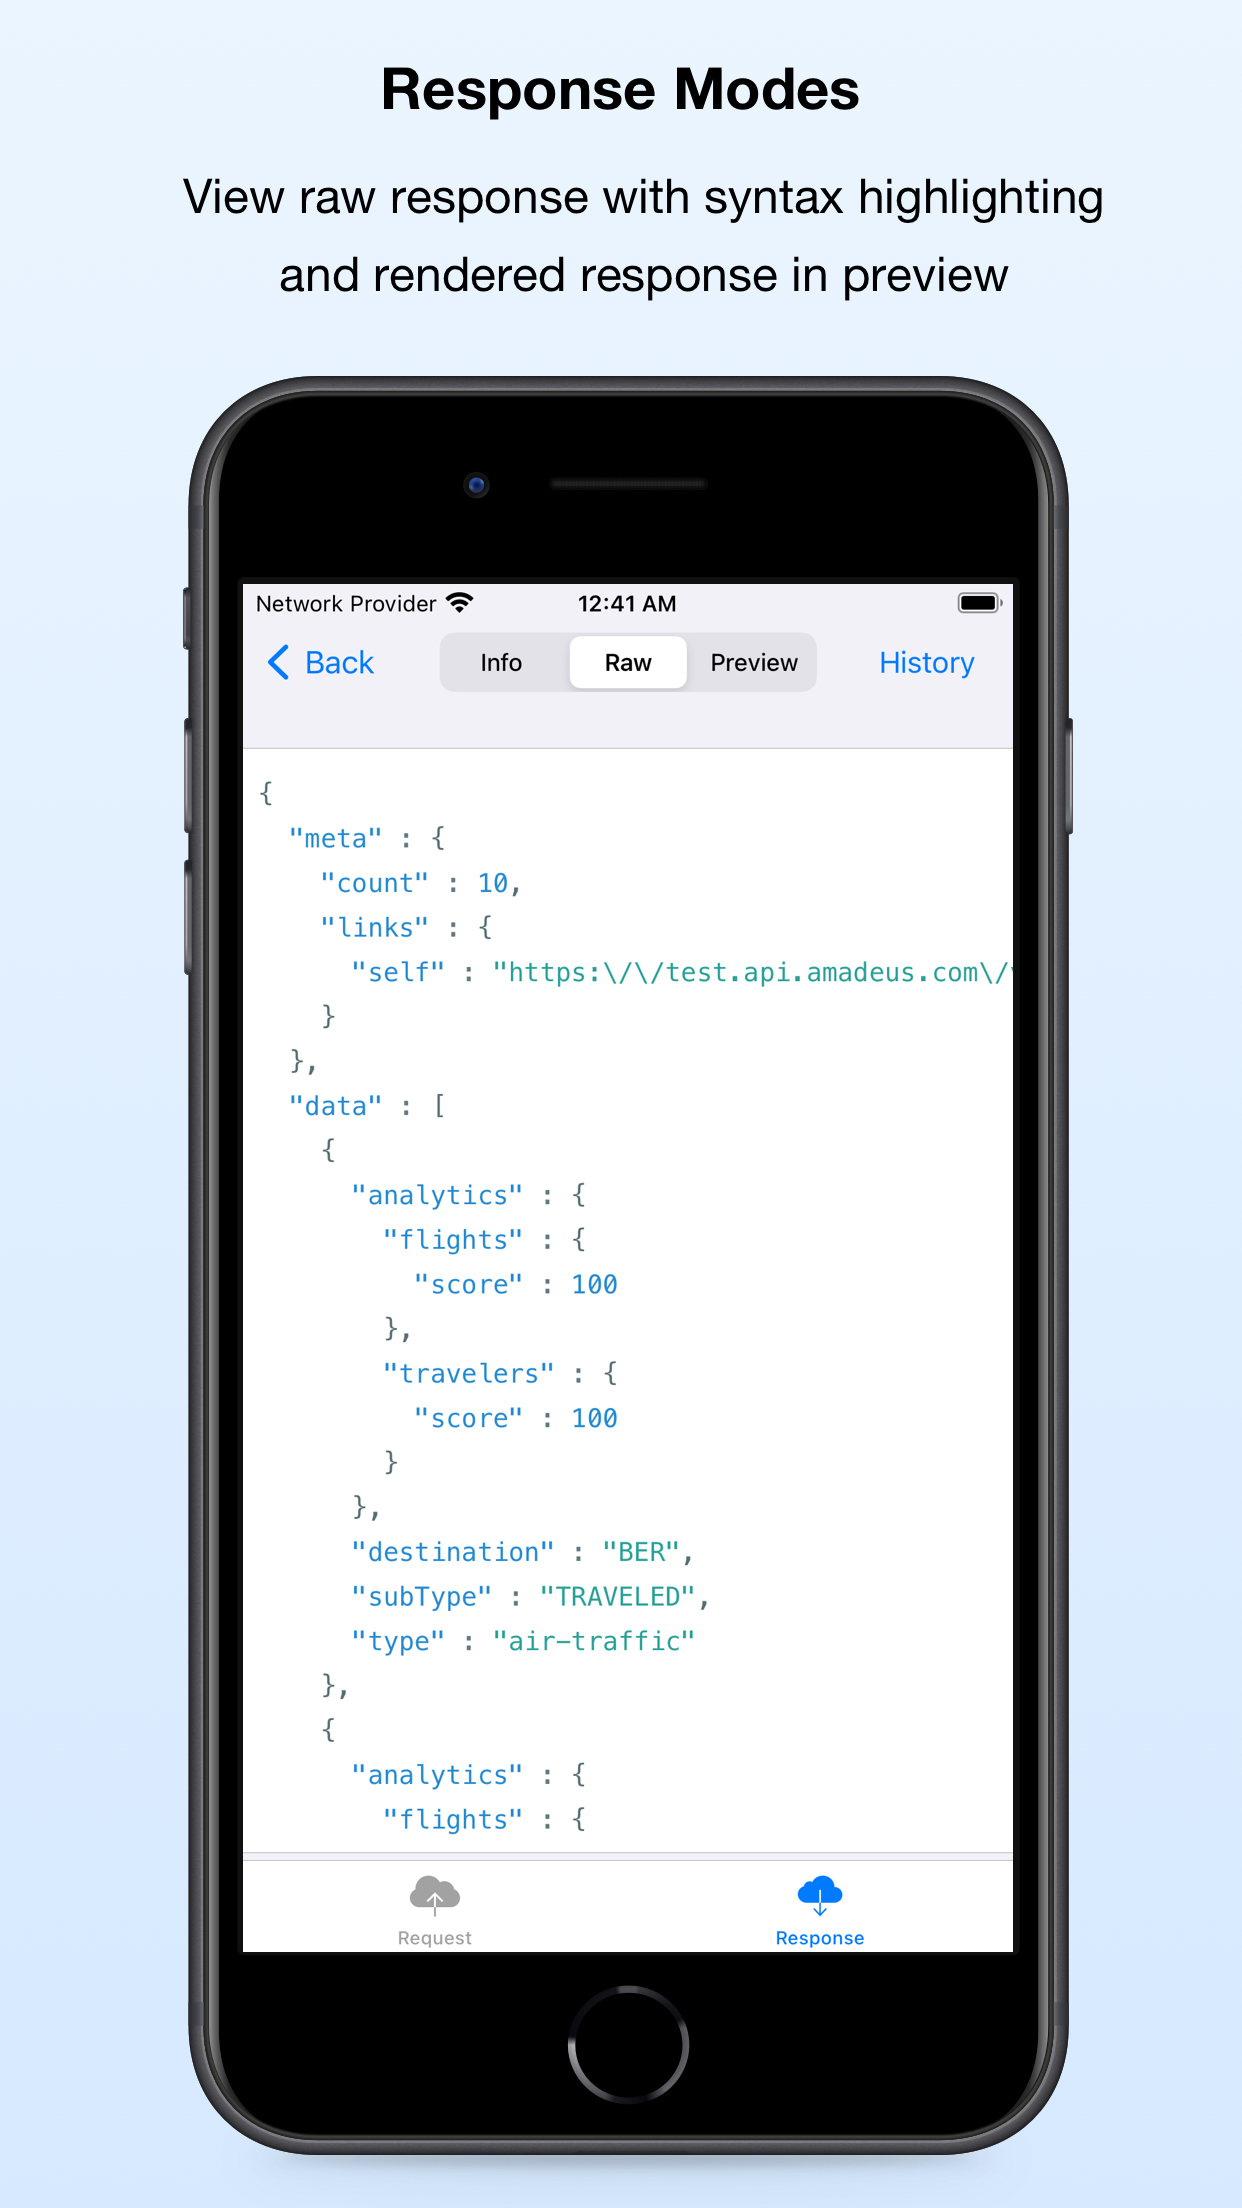 Response Modes
View raw response with syntax highlighting
and rendered response in preview
Network Provider 12:41 AM
Back Info Raw Preview History
{
"meta" : {
"count" : 10,
"links" : {
"self" : "https:\/\/test.api.amadeus.com\/
}
},
"data" : [
{
"analytics" : {
"flights" : {
"score" : 100
},
"travelers" : {
"score" : 100
}
},
"destination" : "BER",
"subType" : "TRAVELED",
"type" : "air-traffic"
},
{
"analytics" : {
"flights" : {
Request Response